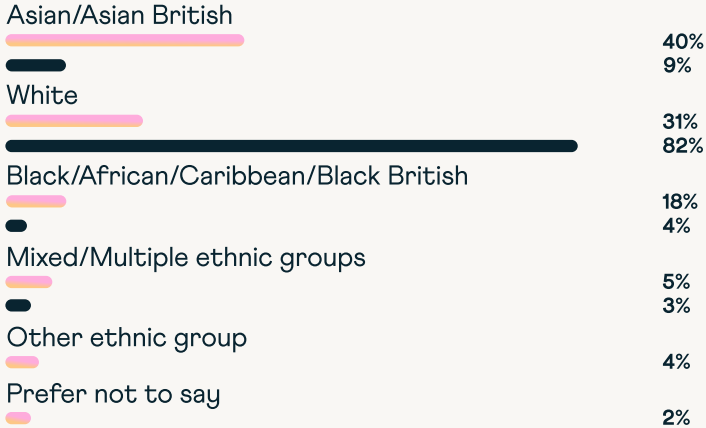 Asian/Asian British
40%
9%
White
31%
82%
Black/African/Caribbean/Black British
18%
4%
Mixed/Multiple ethnic groups
5%
3%
Other ethnic group
4%
Prefer not to say
2%